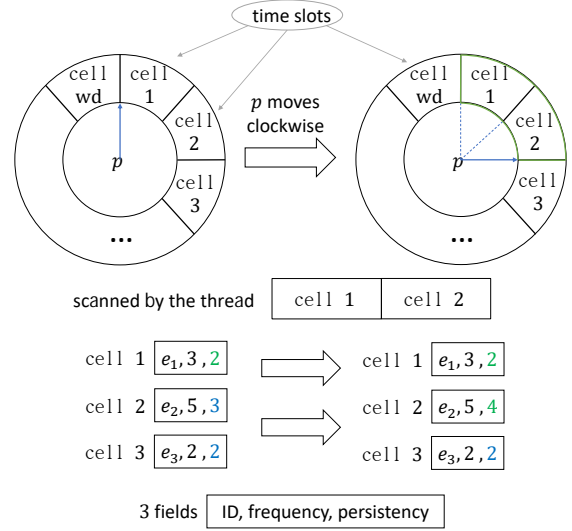 time slots
cell
wd
cell
1
cell
2
cell
3
p
...
p moves
clockwise
cell
wd
cell
1
cell
2
cell
3
p
...
scanned by the thread
cell 1
cell 2
cell 1 e₁, 3, 2
cell 1 e₁, 3, 2
cell 2 e₂, 5, 3
cell 2 e₂, 5, 4
cell 3 e₃, 2, 2
cell 3 e₃, 2, 2
3 fields ID, frequency, persistency